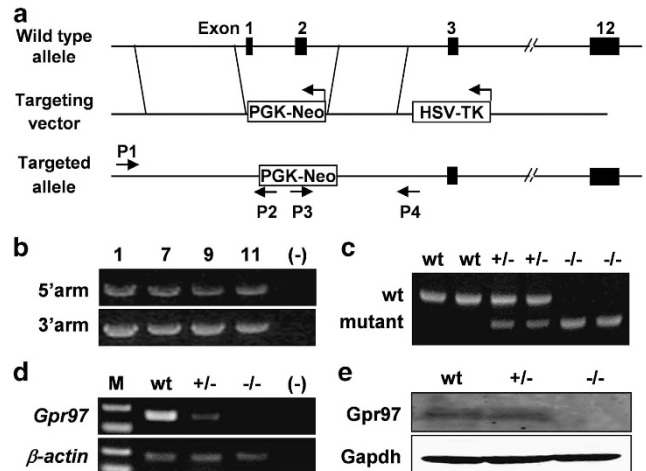 a
Exon 1 2 3 12
Wild type
allele
Targeting
vector
PGK-Neo HSV-TK
Targeted
allele
P1
PGK-Neo
P2 P3 P4
b
1 7 9 11 (-)
5'arm
3'arm
c
wt wt +/- +/- -/- -/-
wt
mutant
d
M wt +/- -/- (-)
Gpr97
β-actin
e
wt +/- -/-
Gpr97
Gapdh